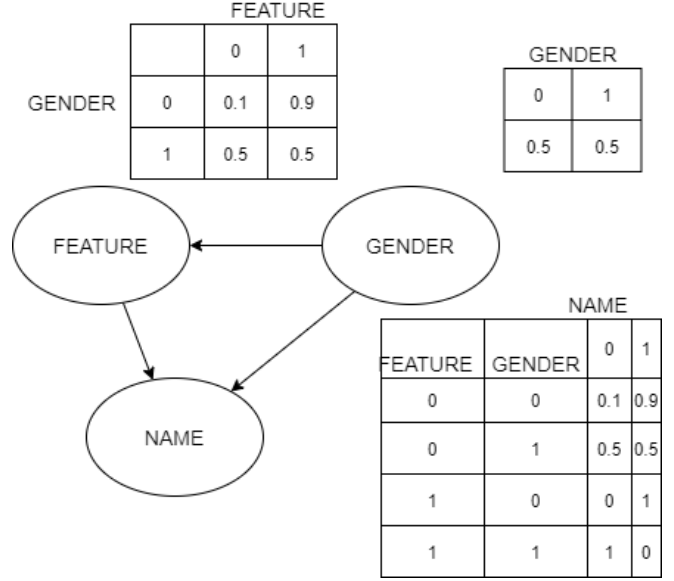 FEATURE
0 1
GENDER 0 0.1 0.9
1 0.5 0.5
GENDER
0 1
0.5 0.5
FEATURE
GENDER
NAME
NAME
FEATURE GENDER 0 1
0 0 0.1 0.9
0 1 0.5 0.5
1 0 0 1
1 1 1 0